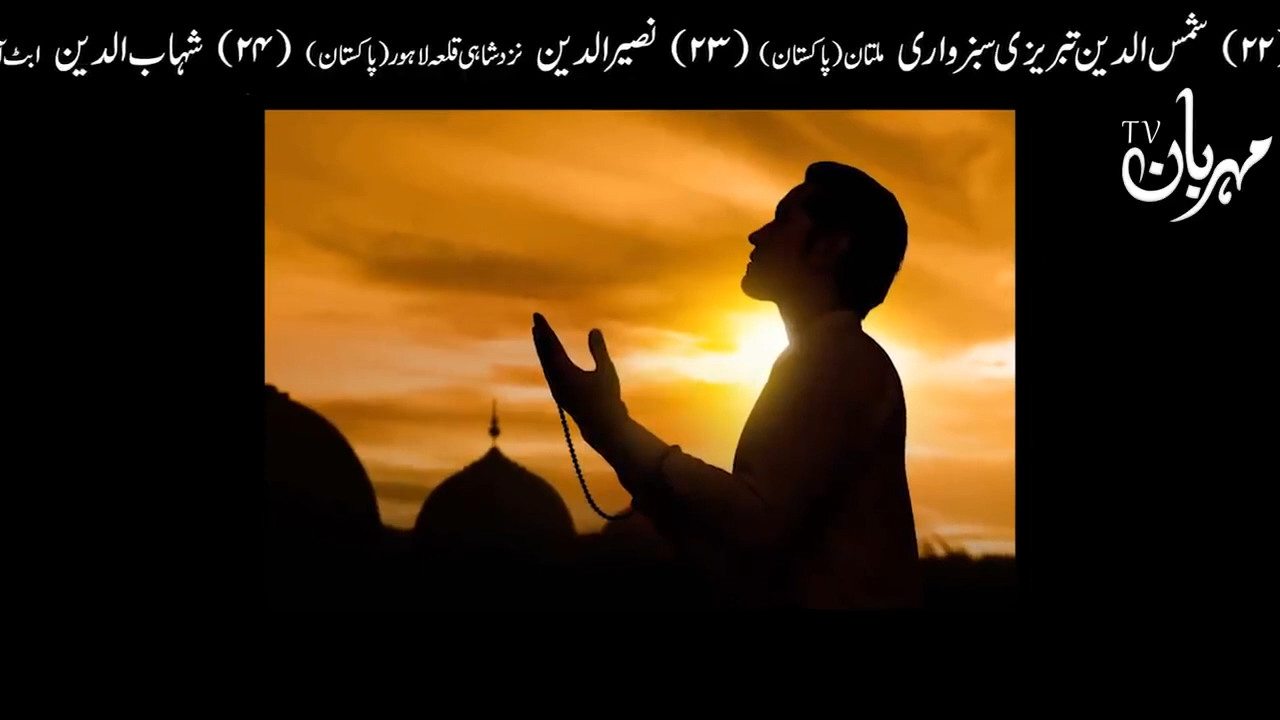 (۲۲) شمس الدین تبریزی سبزواری ملتان (پاکستان) (۲۳) نصیر الدین نزد شاہی قلعہ لاہور (پاکستان) (۲۴) شہاب الدین
مہربان TV